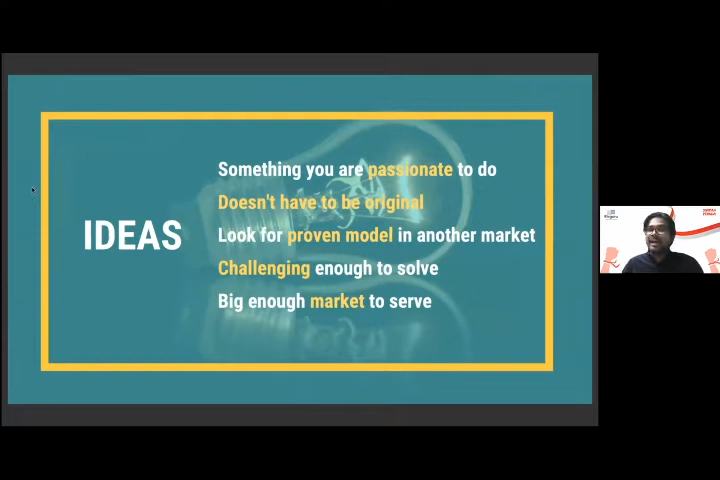 IDEAS
Something you are passionate to do
Doesn't have to be original
Look for proven model in another market
Challenging enough to solve
Big enough market to serve